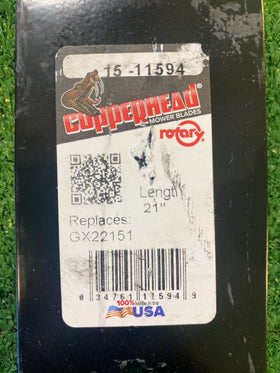 15-11594
COPPERHEAD®
MOWER BLADES
rotary®
Length
21"
Replaces:
GX22151
0 34761 11594 9
100% Made in the
USA